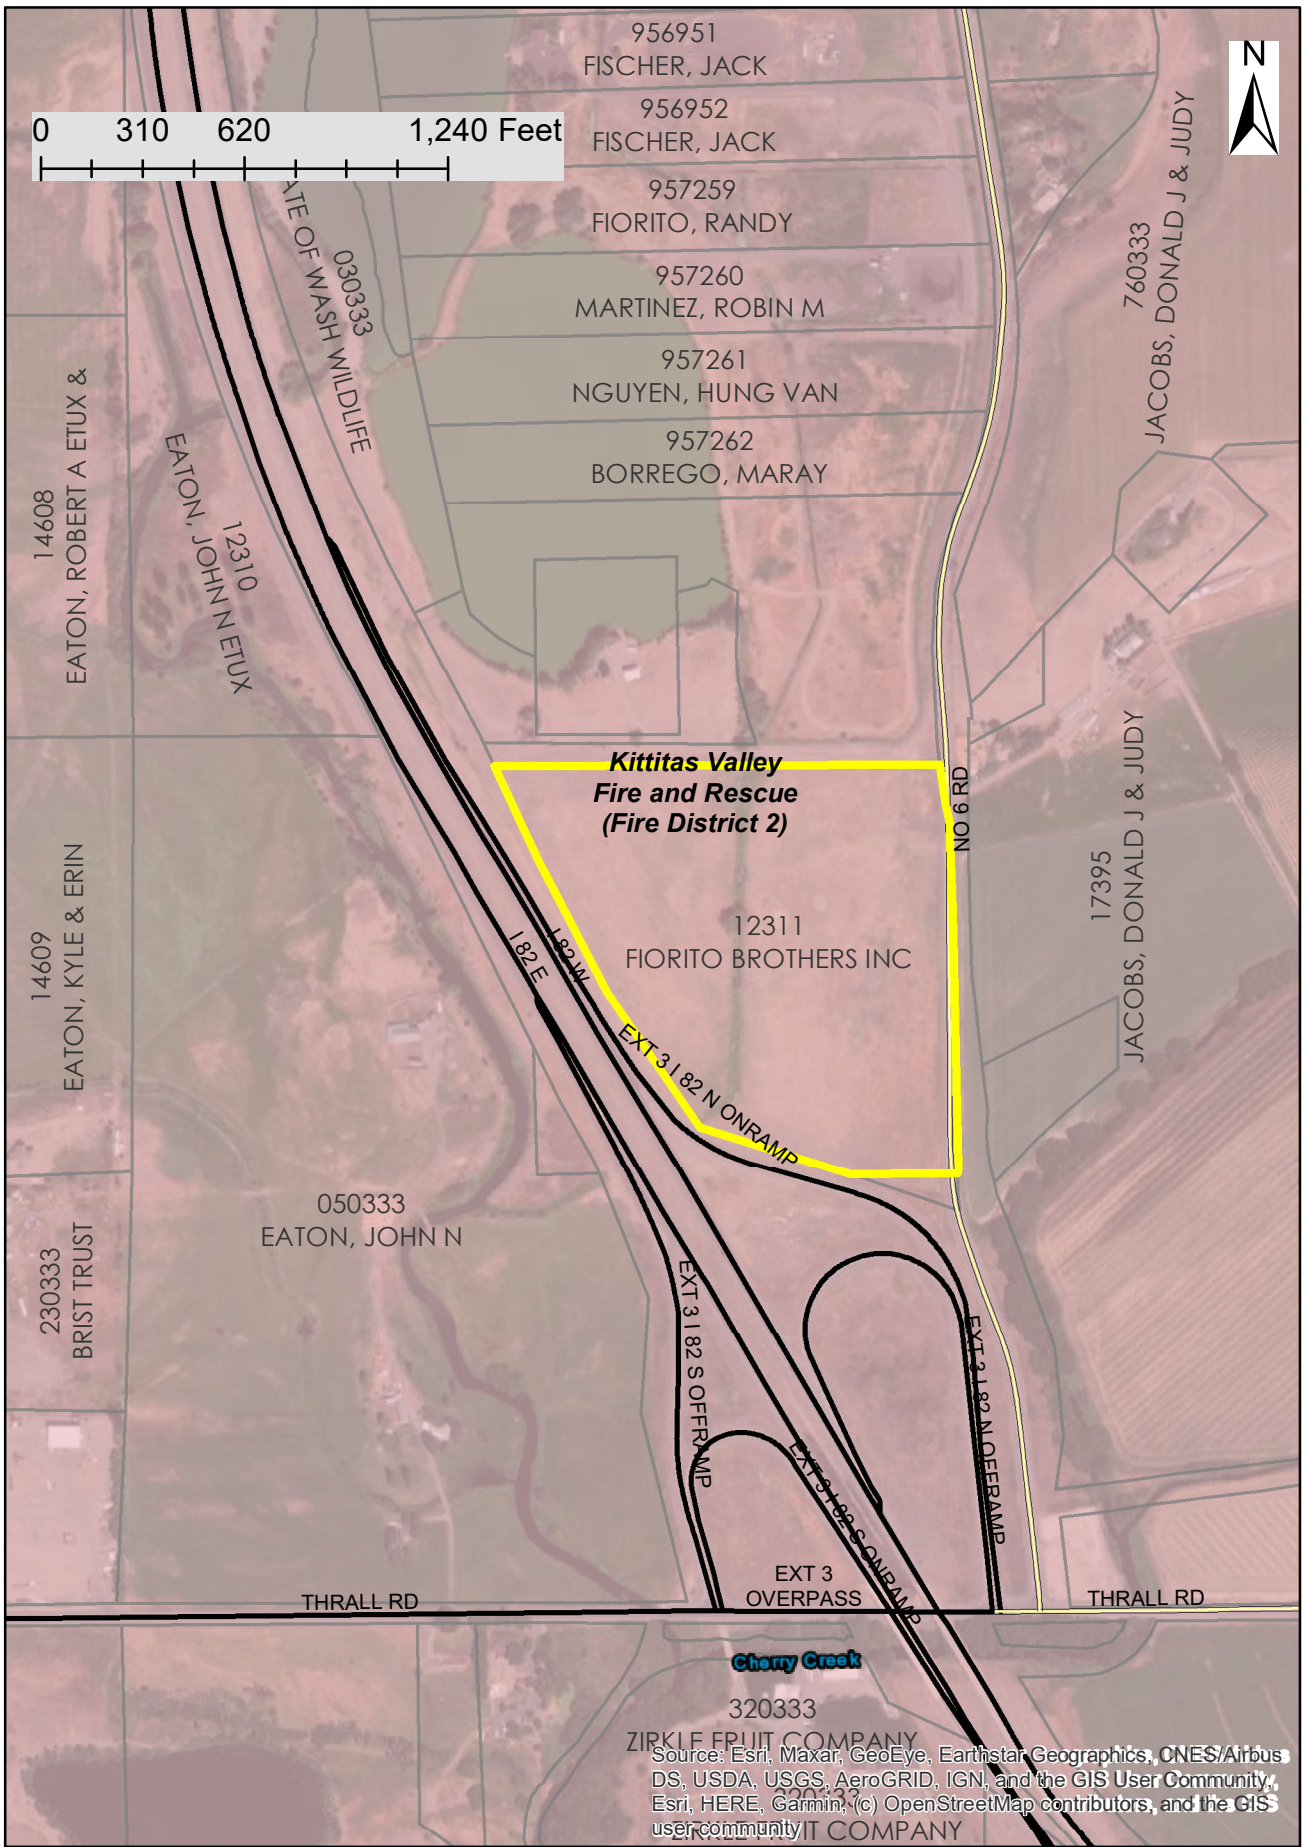 956951
FISCHER, JACK
N
0 310 620 1,240 Feet
956952
FISCHER, JACK
957259
FIORITO, RANDY
030333
ATE OF WASH WILDLIFE
957260
MARTINEZ, ROBIN M
760333
JACOBS, DONALD J & JUDY
957261
NGUYEN, HUNG VAN
957262
BORREGO, MARAY
14608
EATON, ROBERT A ETUX &
12310
EATON, JOHN N ETUX
Kittitas Valley
Fire and Rescue
(Fire District 2)
NO 6 RD
17395
JACOBS, DONALD J & JUDY
12311
FIORITO BROTHERS INC
14609
EATON, KYLE & ERIN
I 82 E
I 82 W
EXT 3 I 82 N ONRAMP
050333
EATON, JOHN N
230333
BRIST TRUST
EXT 3 I 82 S OFFRAMP
EXT 3 I 82 N OFFRAMP
EXT 3 I 82 S ONRAMP
EXT 3
OVERPASS
THRALL RD
THRALL RD
Cherry Creek
320333
ZIRKLE FRUIT COMPANY
Source: Esri, Maxar, GeoEye, Earthstar Geographics, CNES/Airbus
DS, USDA, USGS, AeroGRID, IGN, and the GIS User Community,
Esri, HERE, Garmin, (c) OpenStreetMap contributors, and the GIS
user community
ZIRKLE FRUIT COMPANY